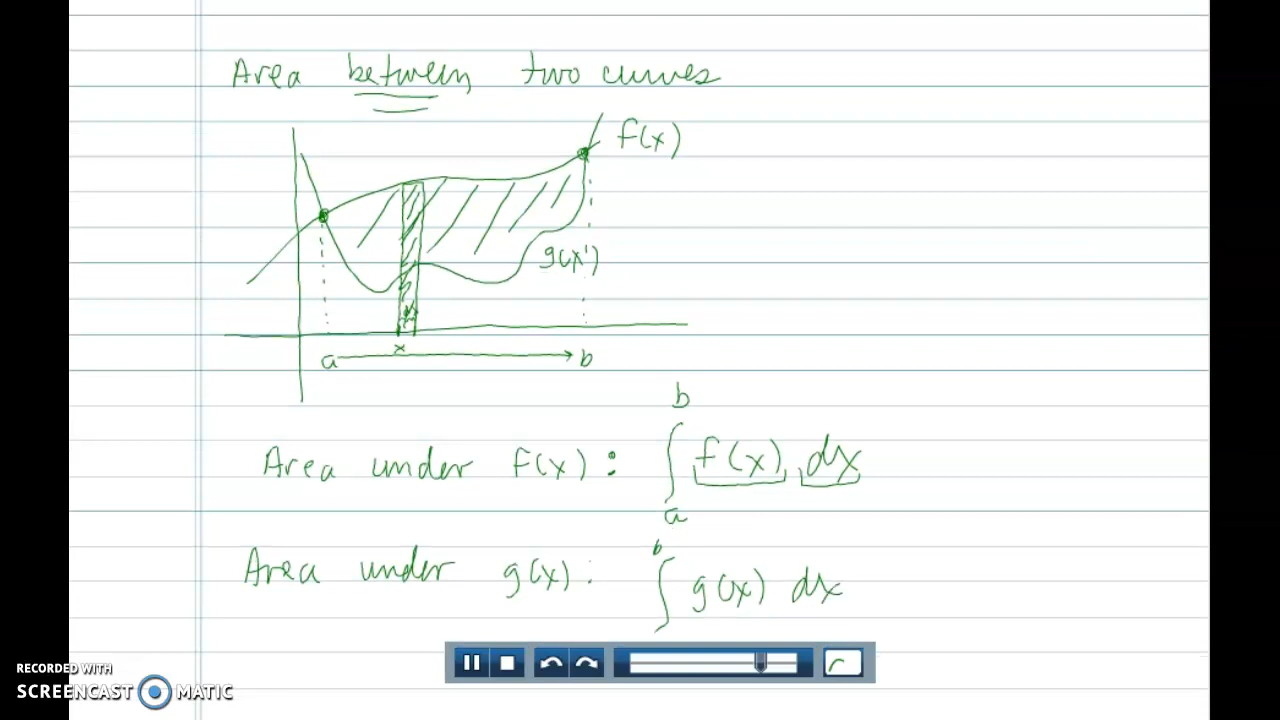 Area between two curves
f(x)
g(x)
x
a
b
b
Area under f(x) : ∫ f(x) dx
a
b
Area under g(x) : ∫ g(x) dx
RECORDED WITH
SCREENCAST MATIC